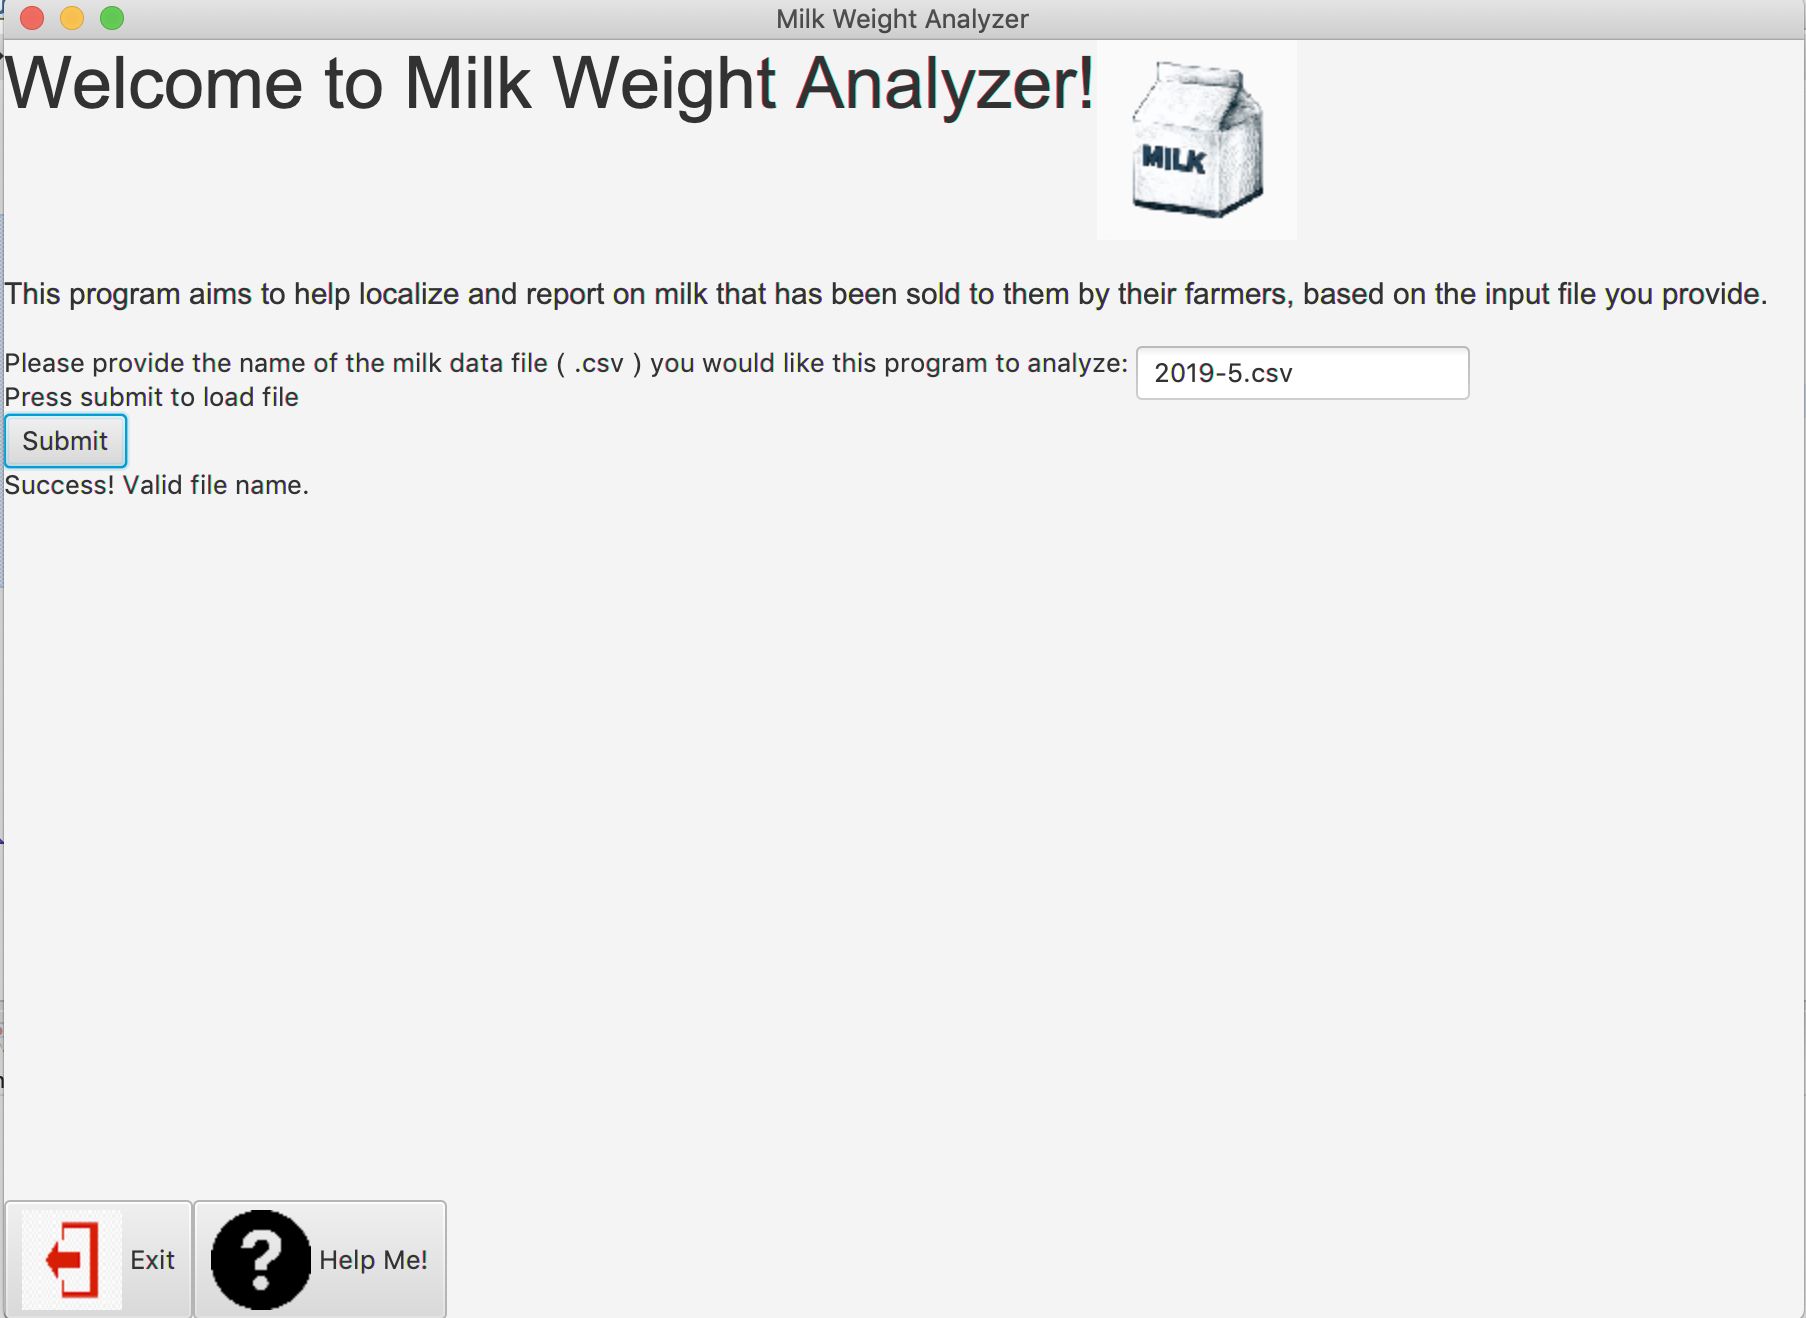 Milk Weight Analyzer
Welcome to Milk Weight Analyzer!
MILK
This program aims to help localize and report on milk that has been sold to them by their farmers, based on the input file you provide.
Please provide the name of the milk data file ( .csv ) you would like this program to analyze: 2019-5.csv
Press submit to load file
Submit
Success! Valid file name.
Exit Help Me!